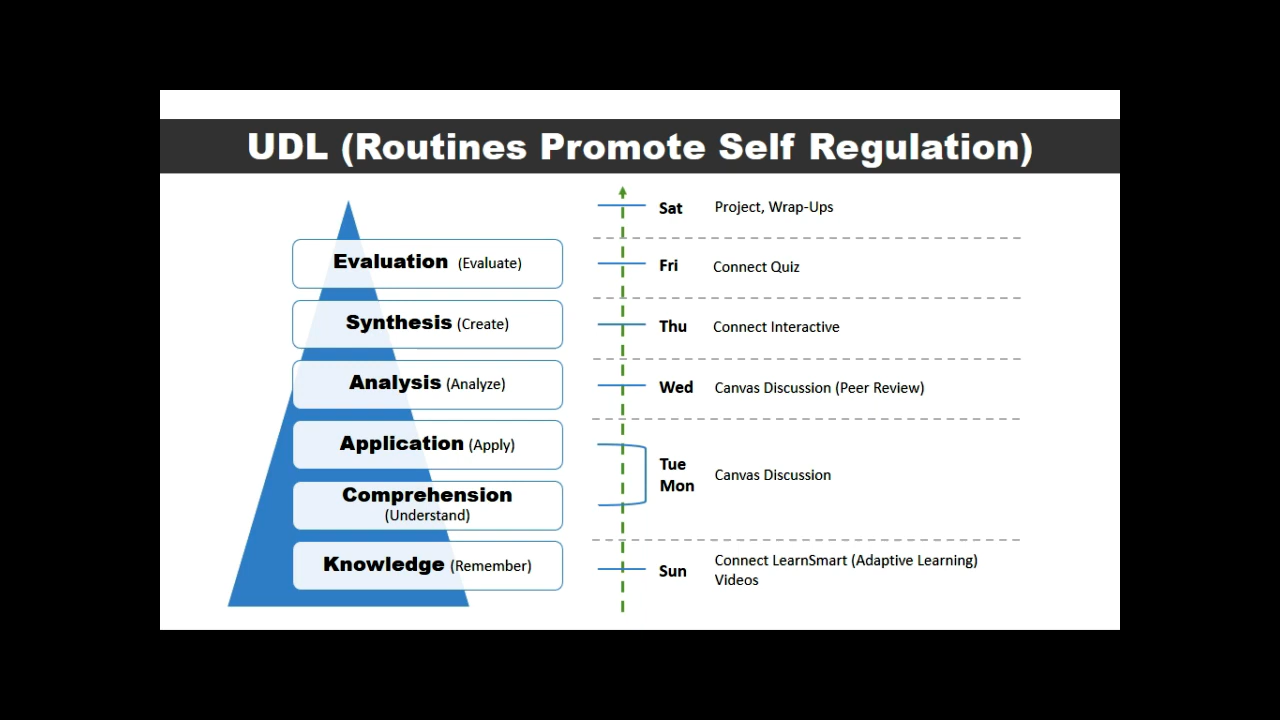 UDL (Routines Promote Self Regulation)
Evaluation (Evaluate)
Synthesis (Create)
Analysis (Analyze)
Application (Apply)
Comprehension
(Understand)
Knowledge (Remember)
Sat Project, Wrap-Ups
Fri Connect Quiz
Thu Connect Interactive
Wed Canvas Discussion (Peer Review)
Tue
Mon
Canvas Discussion
Sun
Connect LearnSmart (Adaptive Learning)
Videos